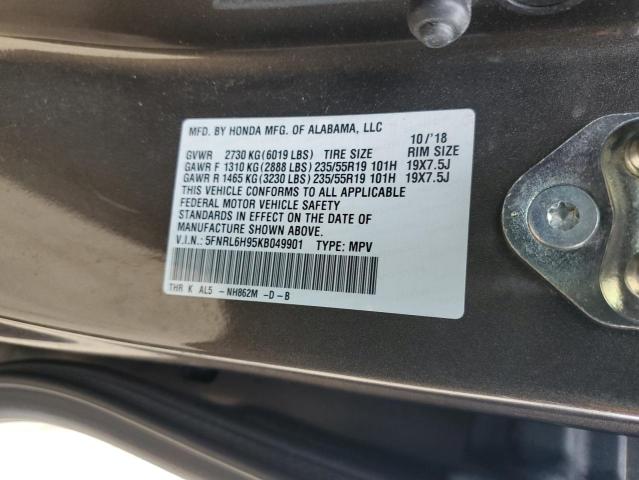 MFD. BY HONDA MFG. OF ALABAMA, LLC
10/'18
GVWR 2730 KG(6019 LBS) TIRE SIZE RIM SIZE
GAWR F 1310 KG(2888 LBS) 235/55R19 101H 19X7.5J
GAWR R 1465 KG(3230 LBS) 235/55R19 101H 19X7.5J
THIS VEHICLE CONFORMS TO ALL APPLICABLE
FEDERAL MOTOR VEHICLE SAFETY
STANDARDS IN EFFECT ON THE DATE OF
MANUFACTURE SHOWN ABOVE.
V.I.N.: 5FNRL6H95KB049901 TYPE: MPV
THR K AL5 -NH862M -D-B